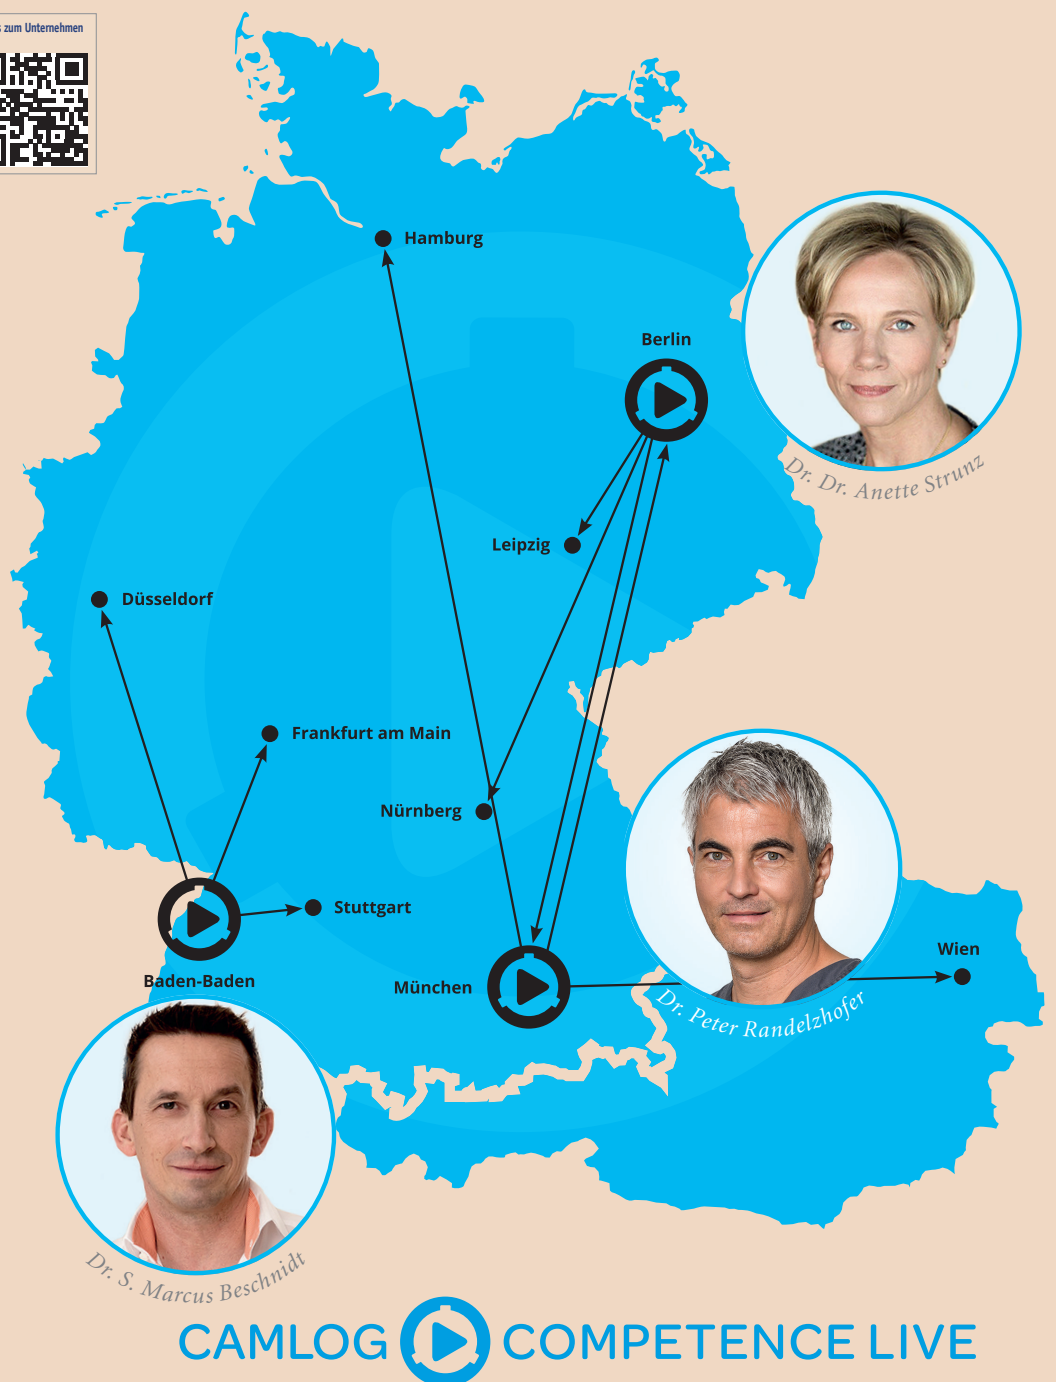 zum Unternehmen
Hamburg
Berlin
Dr. Dr. Anette Strunz
Leipzig
Düsseldorf
Frankfurt am Main
Nürnberg
Stuttgart
Wien
Baden-Baden
München
Dr. Peter Randelzhofer
Dr. S. Marcus Beschnidt
CAMLOG COMPETENCE LIVE